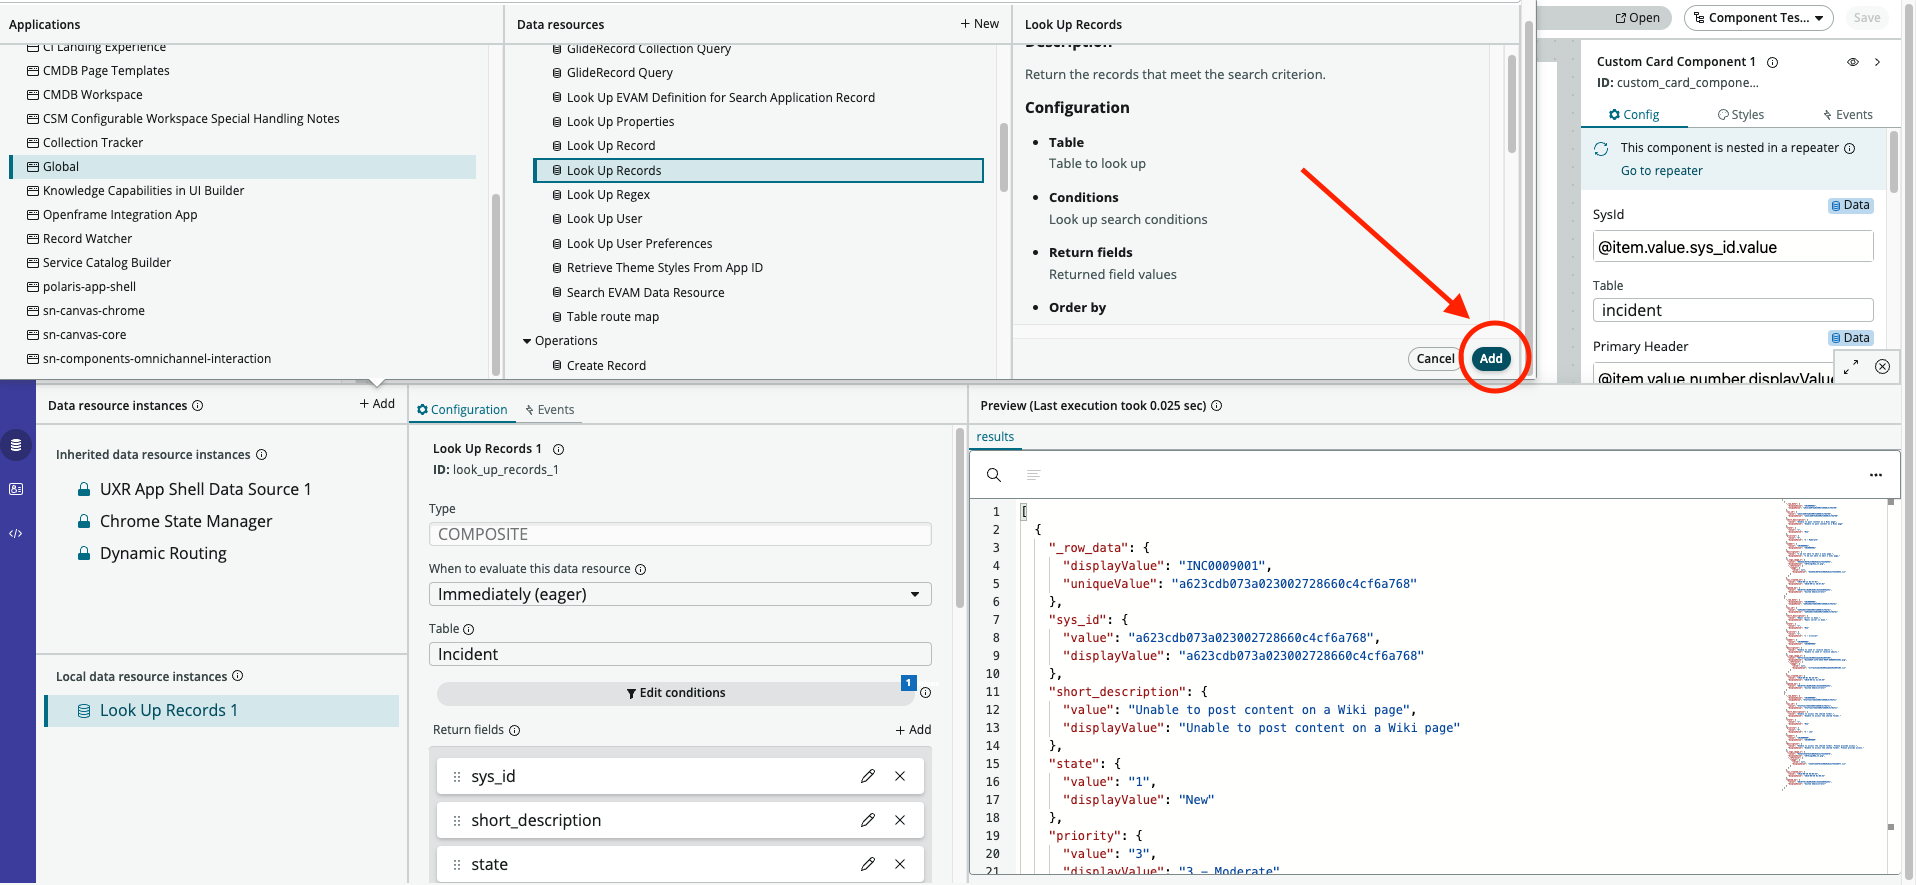 Applications
CI Landing Experience
CMDB Page Templates
CMDB Workspace
CSM Configurable Workspace Special Handling Notes
Collection Tracker
Global
Knowledge Capabilities in UI Builder
Openframe Integration App
Record Watcher
Service Catalog Builder
polaris-app-shell
sn-canvas-chrome
sn-canvas-core
sn-components-omnichannel-interaction
Data resources
+ New
GlideRecord Collection Query
GlideRecord Query
Look Up EVAM Definition for Search Application Record
Look Up Properties
Look Up Record
Look Up Records
Look Up Regex
Look Up User
Look Up User Preferences
Retrieve Theme Styles From App ID
Search EVAM Data Resource
Table route map
Operations
Create Record
Look Up Records
Description
Return the records that meet the search criterion.
Configuration
• Table
Table to look up
• Conditions
Look up search conditions
• Return fields
Returned field values
• Order by
Cancel
Add
Open
Component Tes...
Save
Custom Card Component 1
ID: custom_card_compone...
Config
Styles
Events
This component is nested in a repeater
Go to repeater
Data
SysId
@item.value.sys_id.value
Table
incident
Data
Primary Header
@item.value.number.displayValue
Data resource instances
+ Add
Inherited data resource instances
UXR App Shell Data Source 1
Chrome State Manager
Dynamic Routing
Local data resource instances
Look Up Records 1
Configuration
Events
Look Up Records 1
ID: look_up_records_1
Type
COMPOSITE
When to evaluate this data resource
Immediately (eager)
Table
Incident
Edit conditions
1
Return fields
+ Add
sys_id
short_description
state
Preview (Last execution took 0.025 sec)
results
1 [
2 {
3 "_row_data": {
4 "displayValue": "INC0009001",
5 "uniqueValue": "a623cdb073a023002728660c4cf6a768"
6 },
7 "sys_id": {
8 "value": "a623cdb073a023002728660c4cf6a768",
9 "displayValue": "a623cdb073a023002728660c4cf6a768"
10 },
11 "short_description": {
12 "value": "Unable to post content on a Wiki page",
13 "displayValue": "Unable to post content on a Wiki page"
14 },
15 "state": {
16 "value": "1",
17 "displayValue": "New"
18 },
19 "priority": {
20 "value": "3",
21 "displayValue": "3 - Moderate"